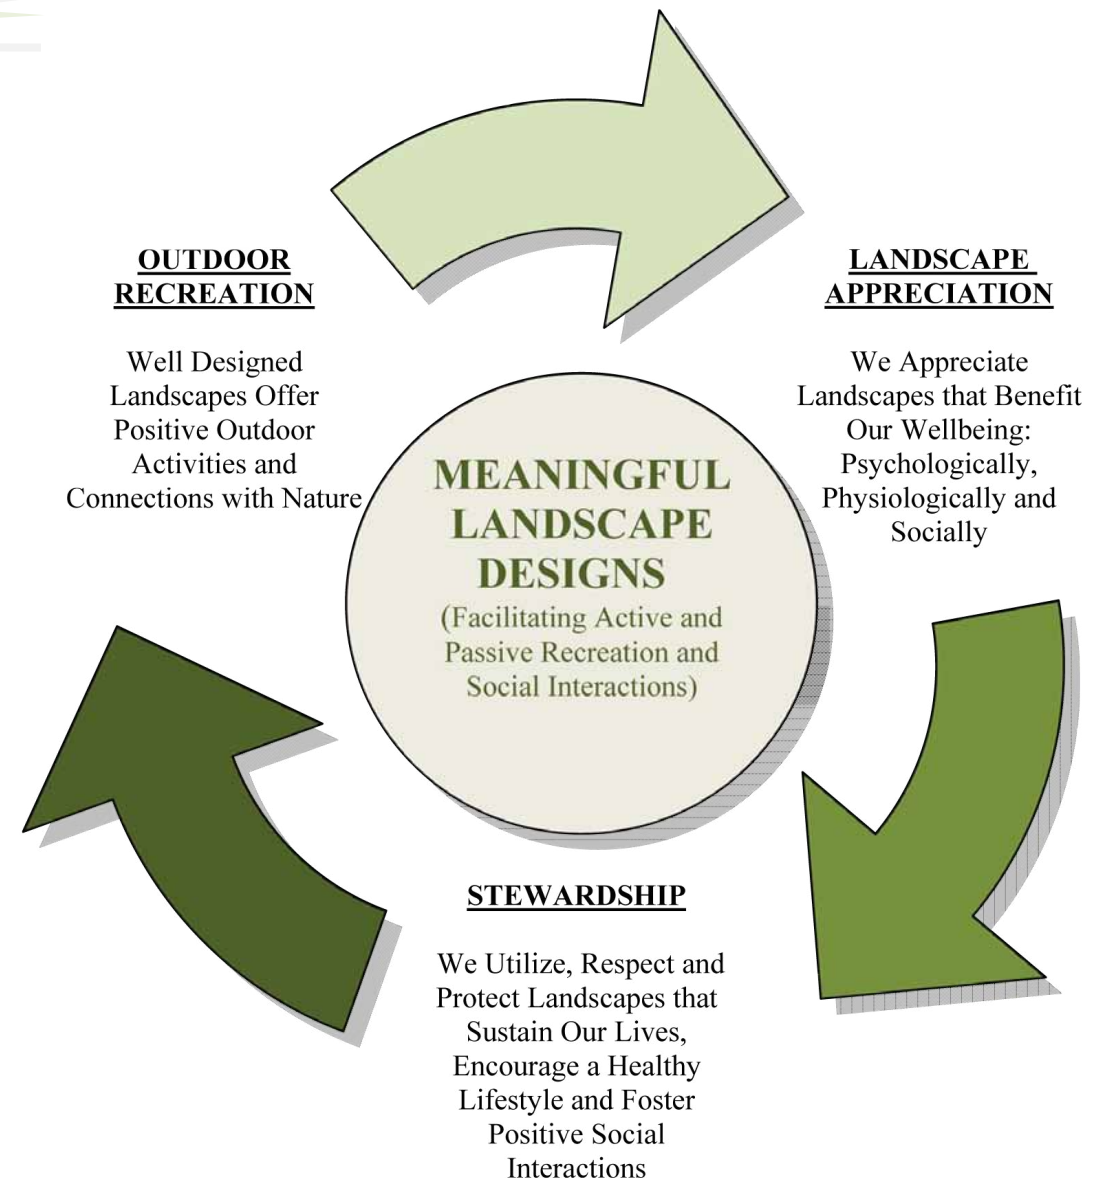 OUTDOOR
RECREATION
Well Designed
Landscapes Offer
Positive Outdoor
Activities and
Connections with Nature
LANDSCAPE
APPRECIATION
We Appreciate
Landscapes that Benefit
Our Wellbeing:
Psychologically,
Physiologically and
Socially
MEANINGFUL
LANDSCAPE
DESIGNS
(Facilitating Active and
Passive Recreation and
Social Interactions)
STEWARDSHIP
We Utilize, Respect and
Protect Landscapes that
Sustain Our Lives,
Encourage a Healthy
Lifestyle and Foster
Positive Social
Interactions